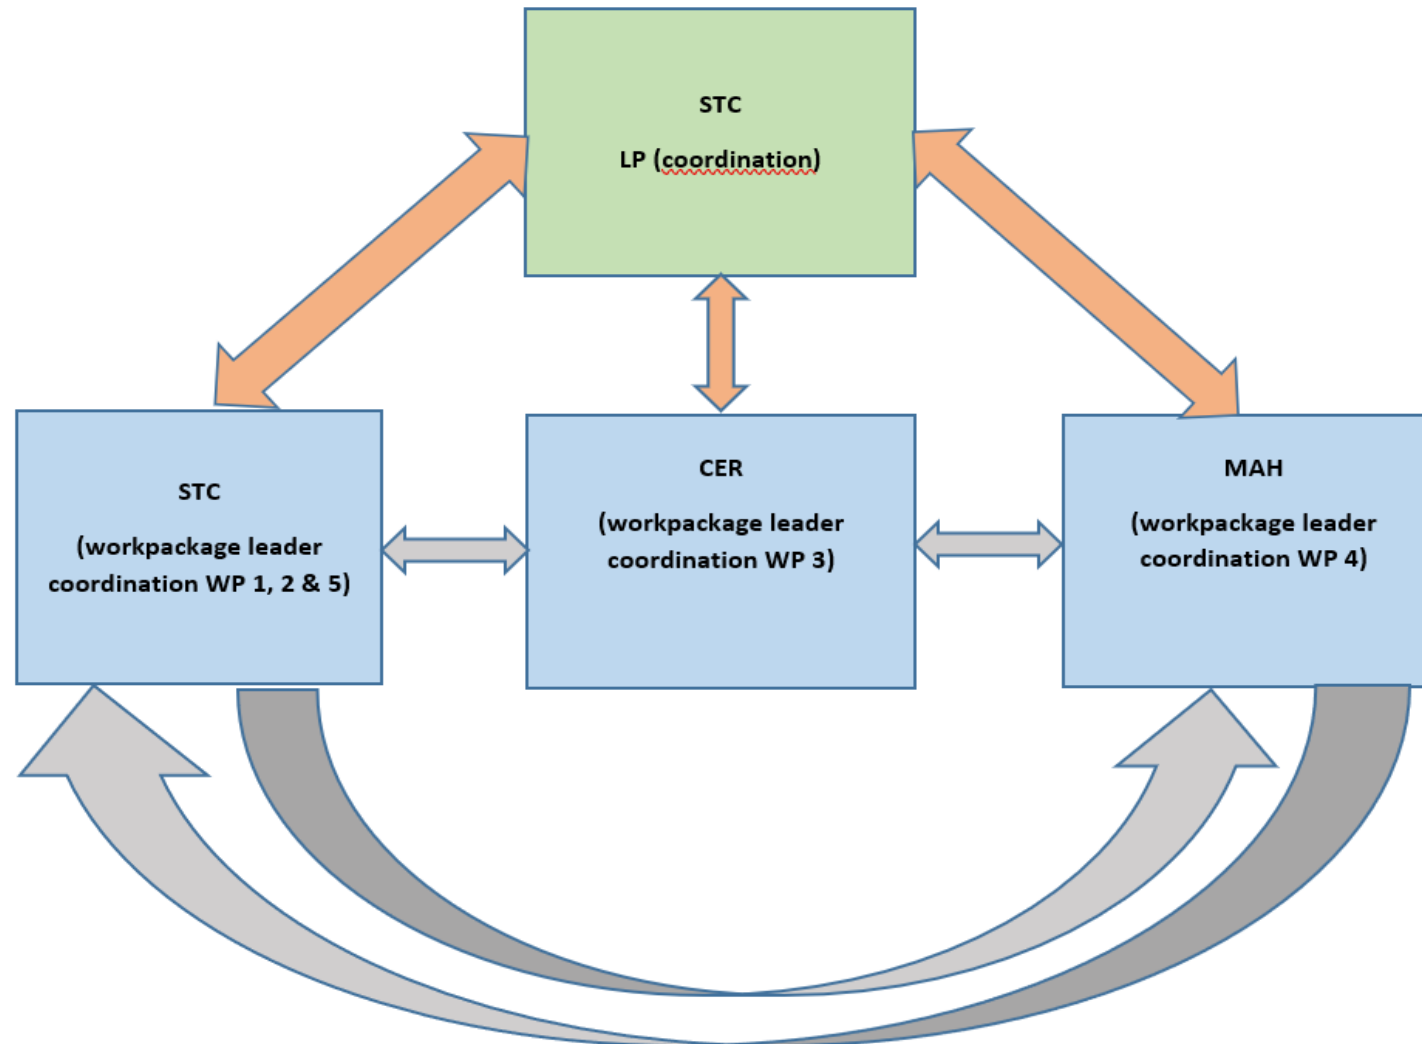 STC
LP (coordination)
STC
(workpackage leader
coordination WP 1, 2 & 5)
CER
(workpackage leader
coordination WP 3)
MAH
(workpackage leader
coordination WP 4)